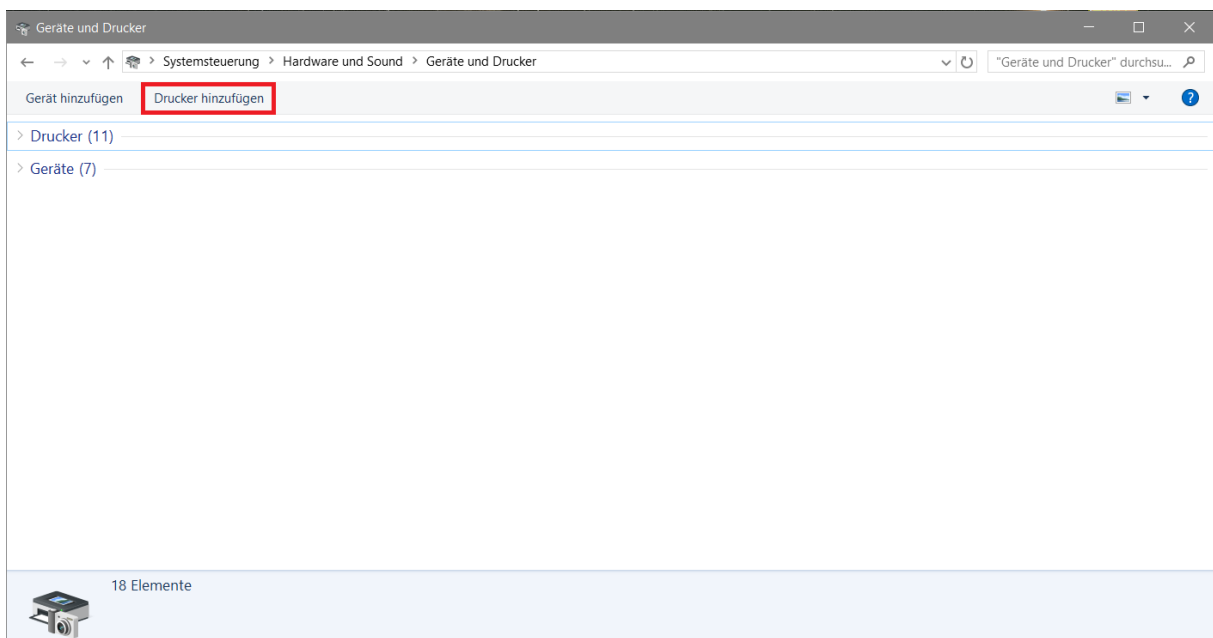 Geräte und Drucker
Systemsteuerung > Hardware und Sound > Geräte und Drucker
"Geräte und Drucker" durchsu...
Gerät hinzufügen
Drucker hinzufügen
?
Drucker (11)
Geräte (7)
18 Elemente